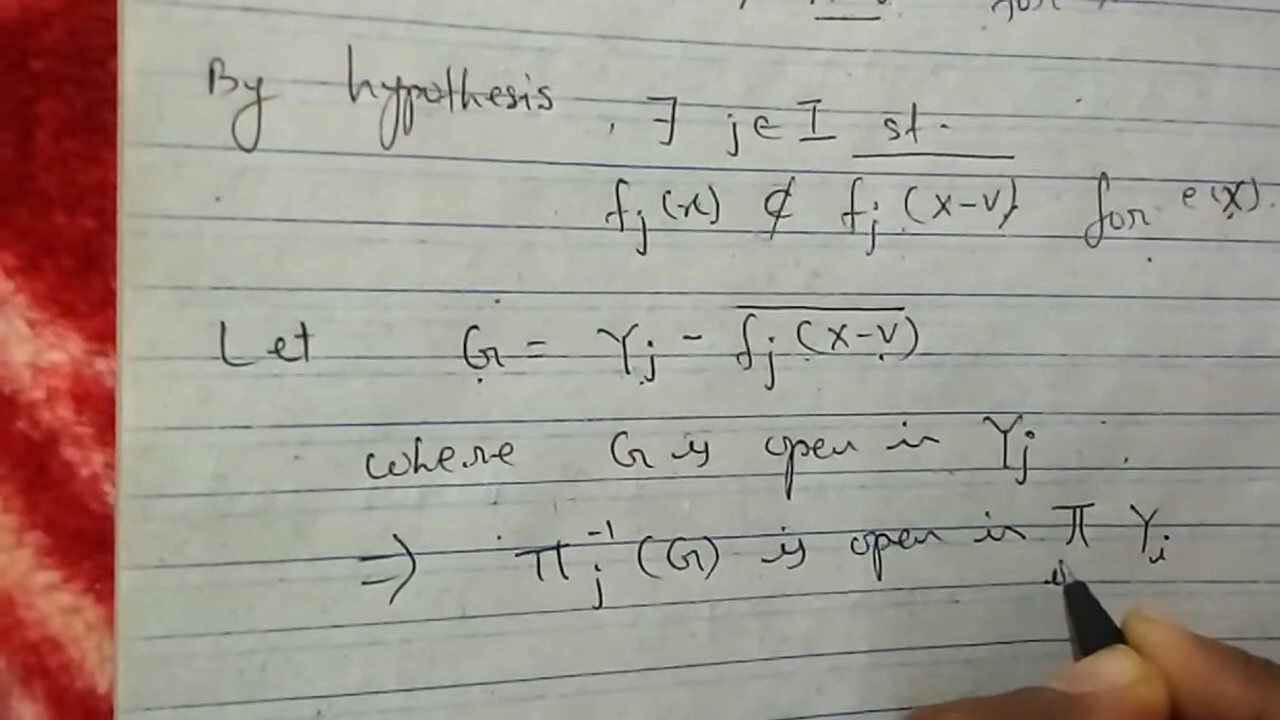 By hypothesis, ∃ j∈I st.
f_j(x) ∉ f_j(X-V) for e(x).
Let G = Y_j - \overline{f_j(X-V)}
where G is open in Y_j.
⇒ π_j^{-1}(G) is open in π Y_i